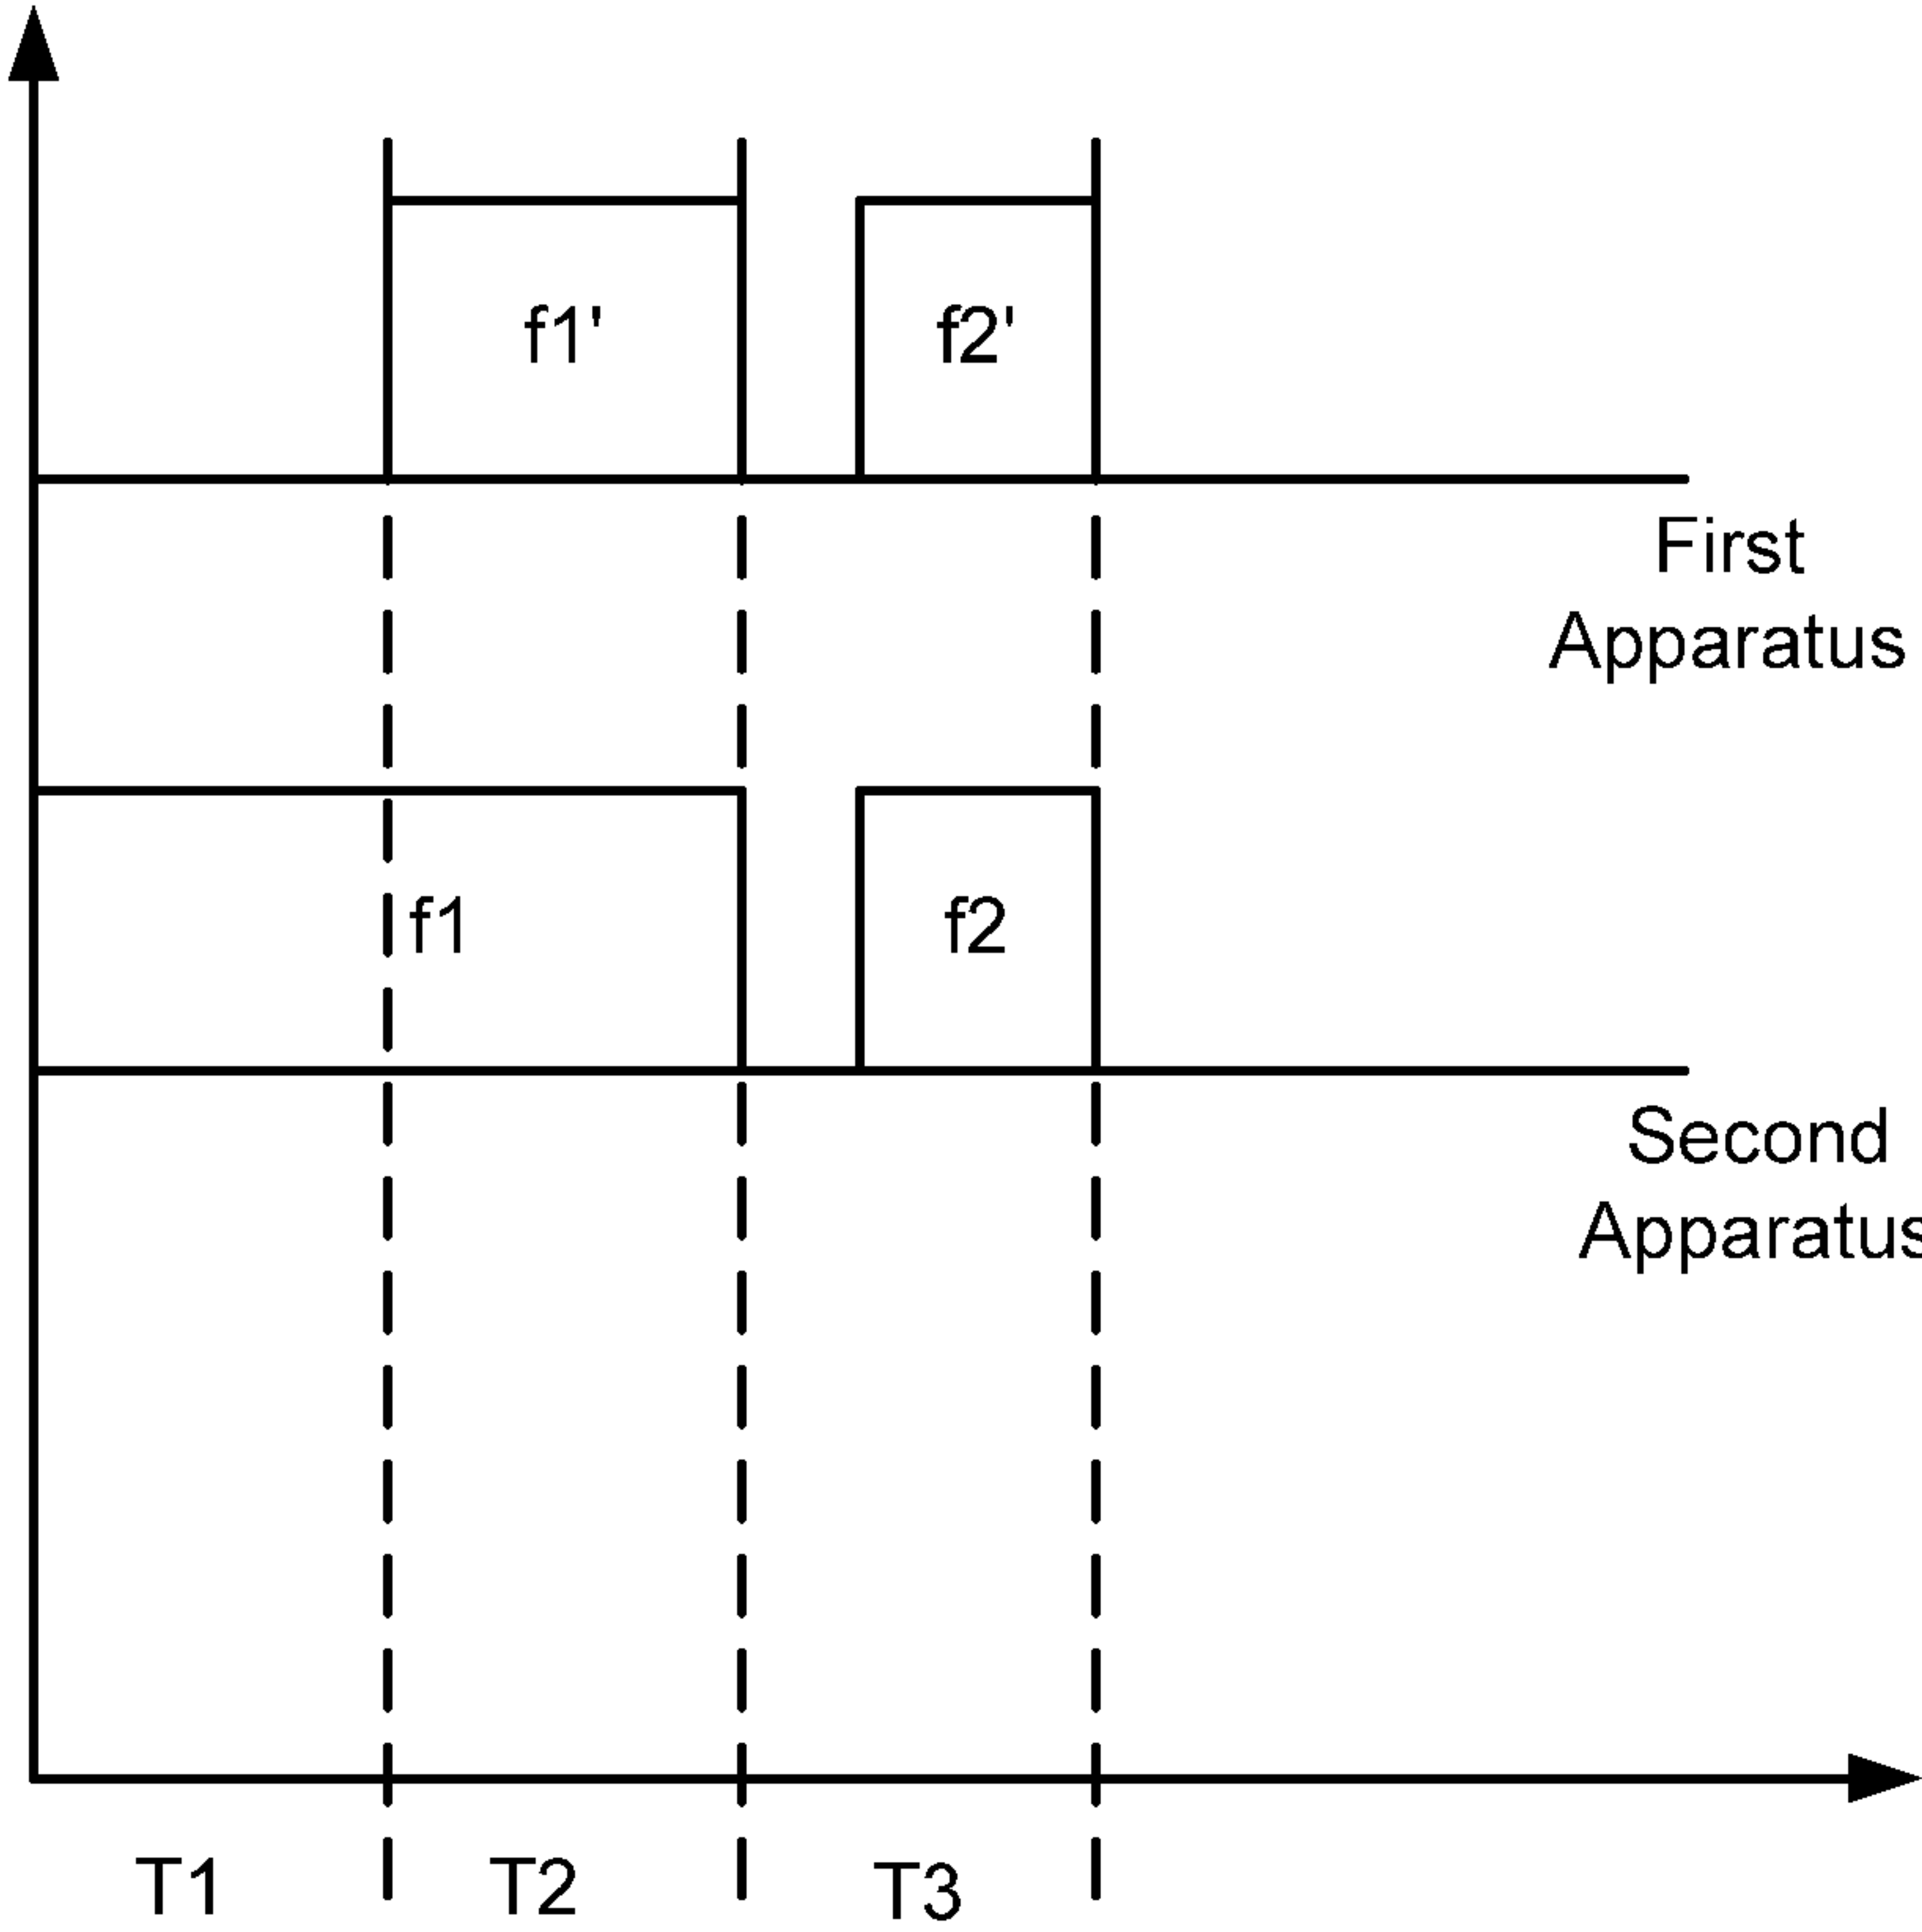 f1'
f2'
First
Apparatus
f1
f2
Second
Apparatus
T1
T2
T3